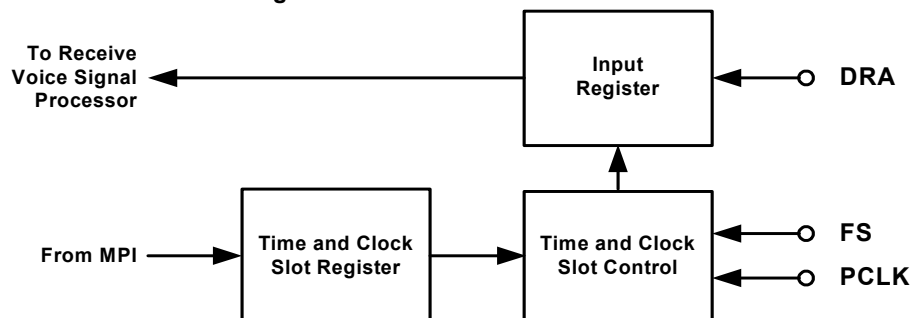 To Receive
Voice Signal
Processor
Input
Register
DRA
From MPI
Time and Clock
Slot Register
Time and Clock
Slot Control
FS
PCLK